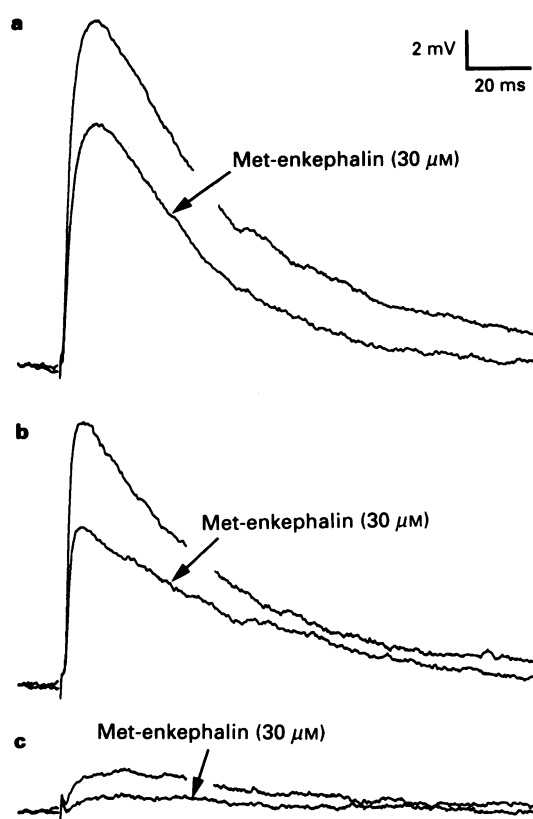 a
2 mV
20 ms
Met-enkephalin (30 μM)
b
Met-enkephalin (30 μM)
Met-enkephalin (30 μM)
c